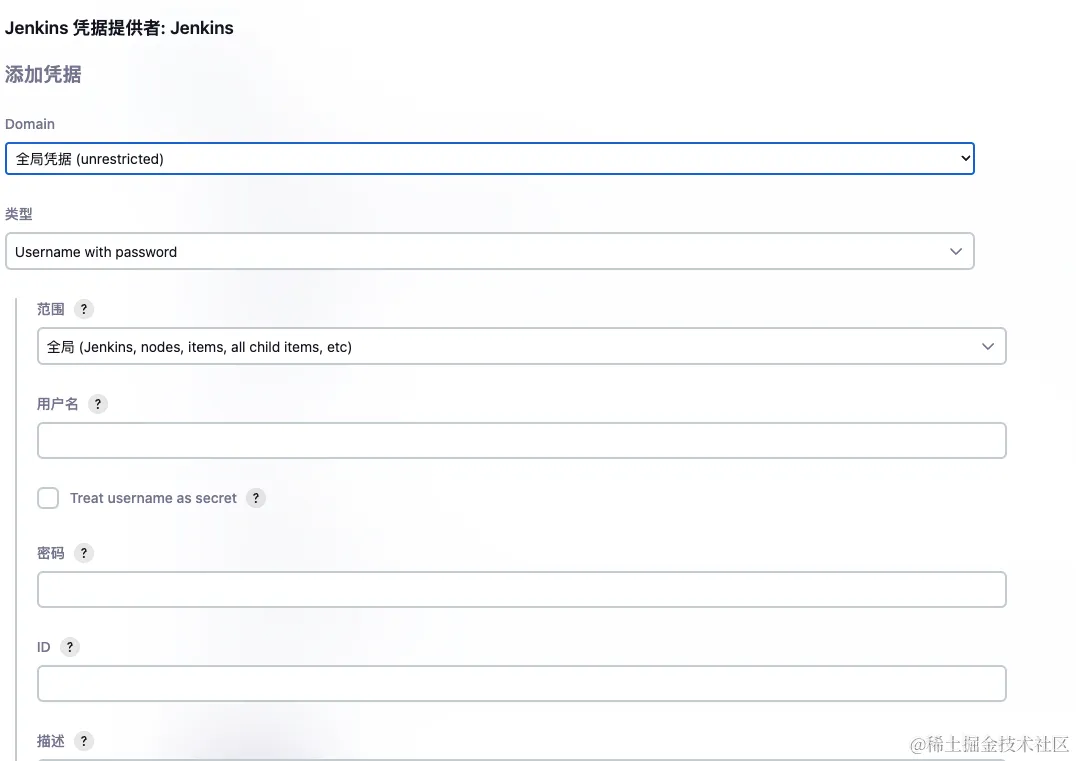 Jenkins 凭据提供者: Jenkins
添加凭据
Domain
全局凭据 (unrestricted)
类型
Username with password
范围 ?
全局 (Jenkins, nodes, items, all child items, etc)
用户名 ?
Treat username as secret ?
密码 ?
ID ?
描述 ?
@稀土掘金技术社区